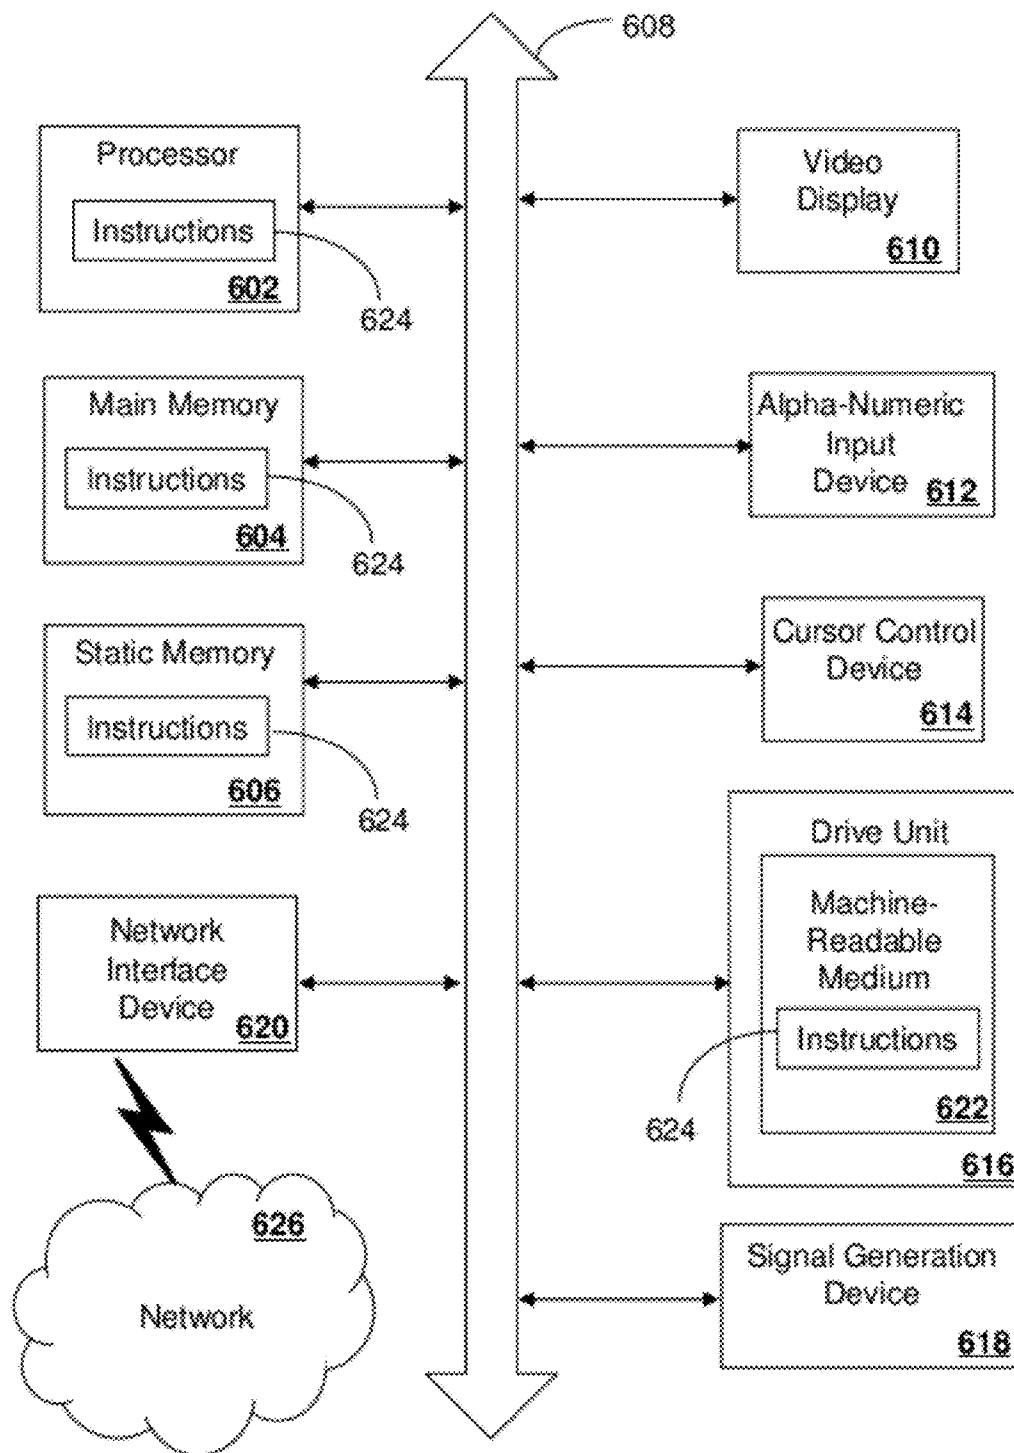 608
Processor
Instructions
602
624
Main Memory
Instructions
604
624
Static Memory
Instructions
606
624
Network
Interface
Device
620
626
Network
Video
Display
610
Alpha-Numeric
Input
Device
612
Cursor Control
Device
614
Drive Unit
Machine-
Readable
Medium
Instructions
622
624
616
Signal Generation
Device
618